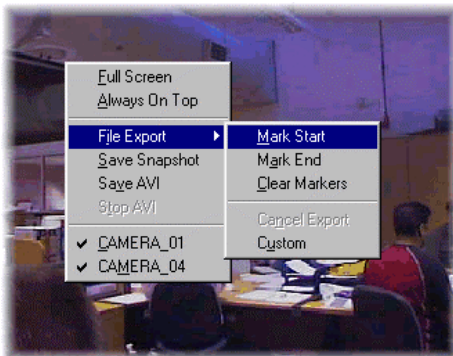 Full Screen
Always On Top
File Export
Save Snapshot
Save AVI
Stop AVI
CAMERA_01
CAMERA_04
Mark Start
Mark End
Clear Markers
Cancel Export
Custom